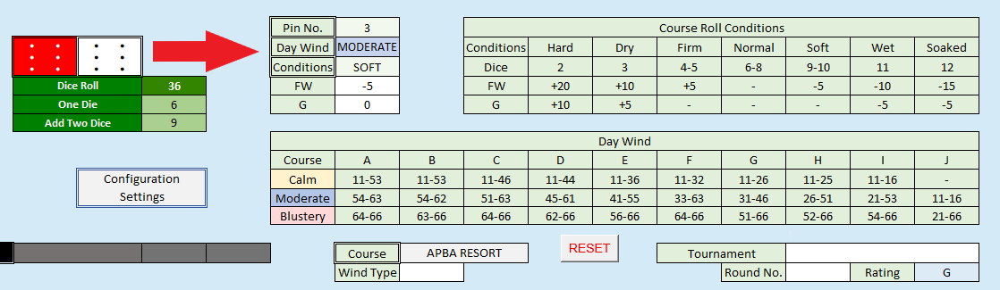 Pin No. 3
Day Wind MODERATE
Conditions SOFT
FW -5
G 0
Dice Roll 36
One Die 6
Add Two Dice 9
Configuration
Settings
Course Roll Conditions
Conditions Hard Dry Firm Normal Soft Wet Soaked
Dice 2 3 4-5 6-8 9-10 11 12
FW +20 +10 +5 - -5 -10 -15
G +10 +5 - - - -5 -5
Day Wind
Course A B C D E F G H I J
Calm 11-53 11-53 11-46 11-44 11-36 11-32 11-26 11-25 11-16 -
Moderate 54-63 54-62 51-63 45-61 41-55 33-63 31-46 26-51 21-53 11-16
Blustery 64-66 63-66 64-66 62-66 56-66 64-66 51-66 52-66 54-66 21-66
Course APBA RESORT
Wind Type
RESET
Tournament
Round No. Rating G